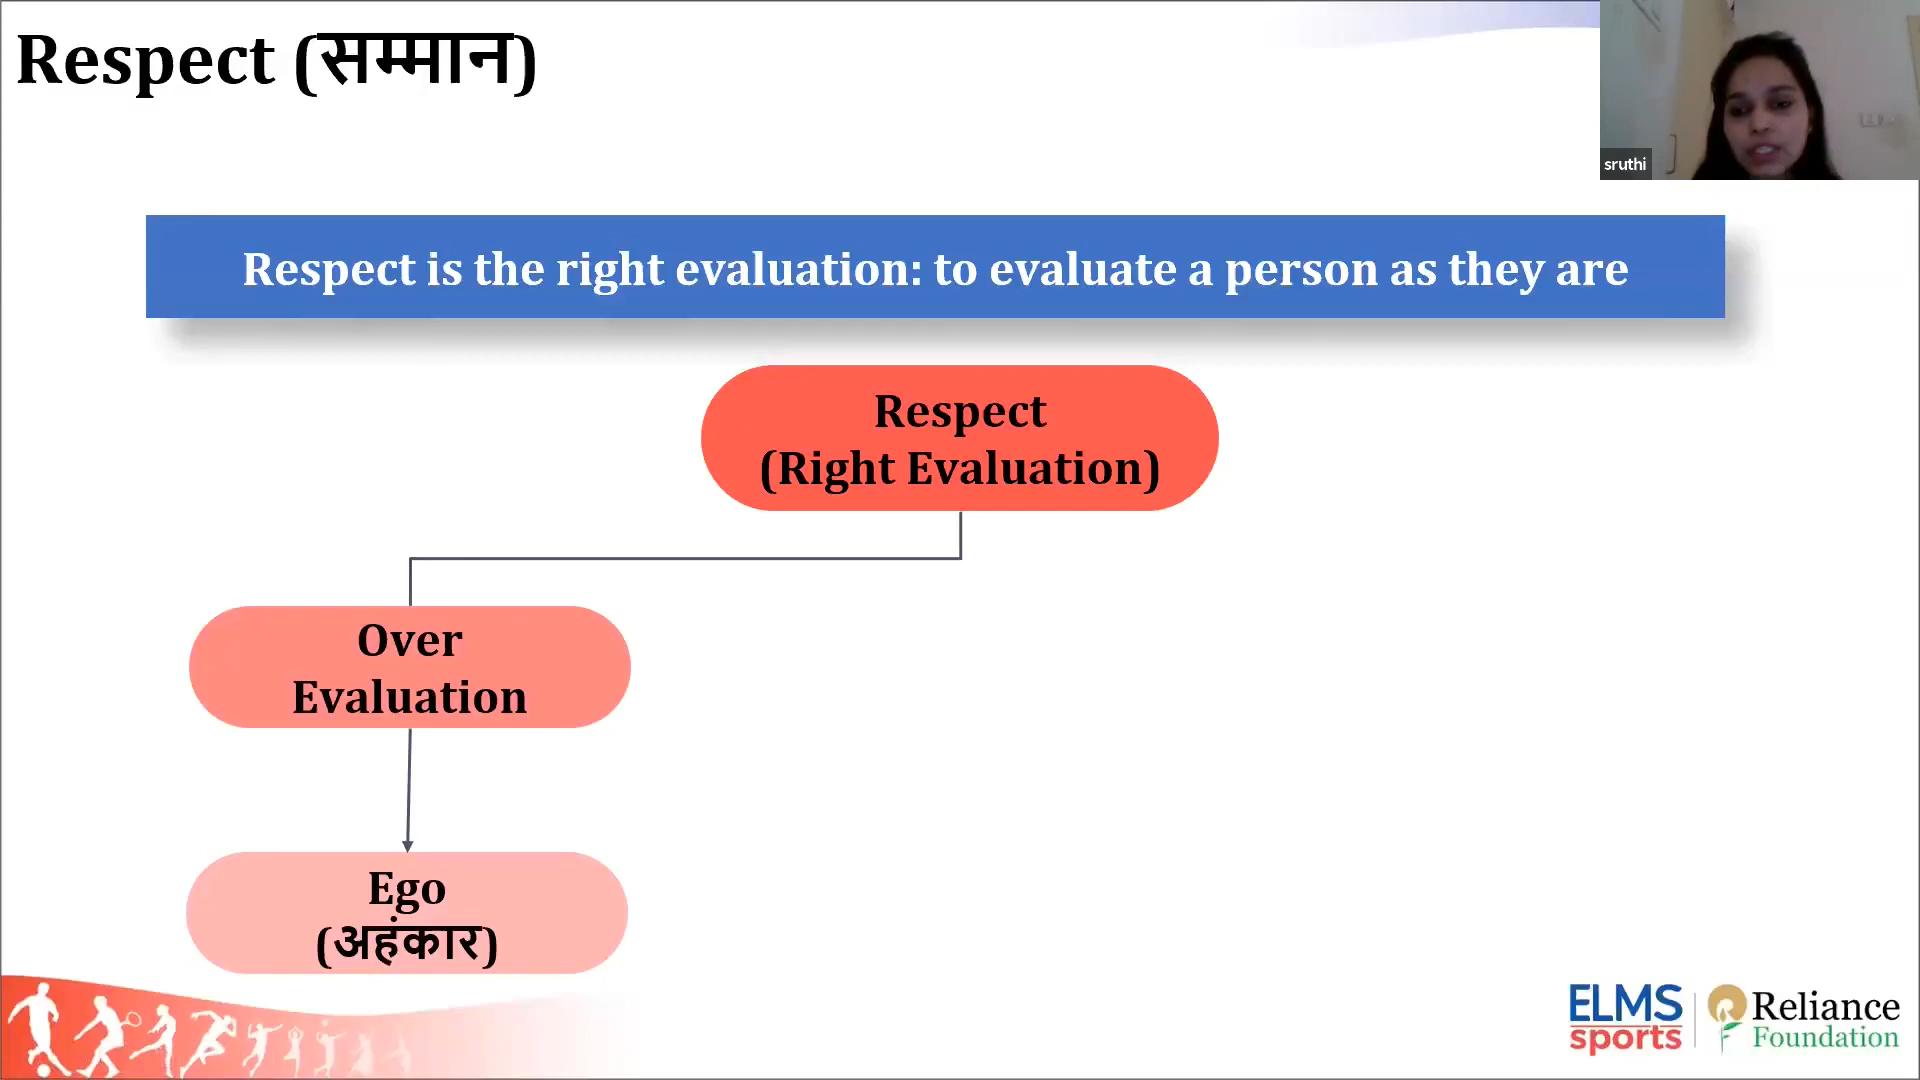 Respect (सम्मान)
sruthi
Respect is the right evaluation: to evaluate a person as they are
Respect
(Right Evaluation)
Over
Evaluation
Ego
(अहंकार)
ELMS
sports
Reliance
Foundation